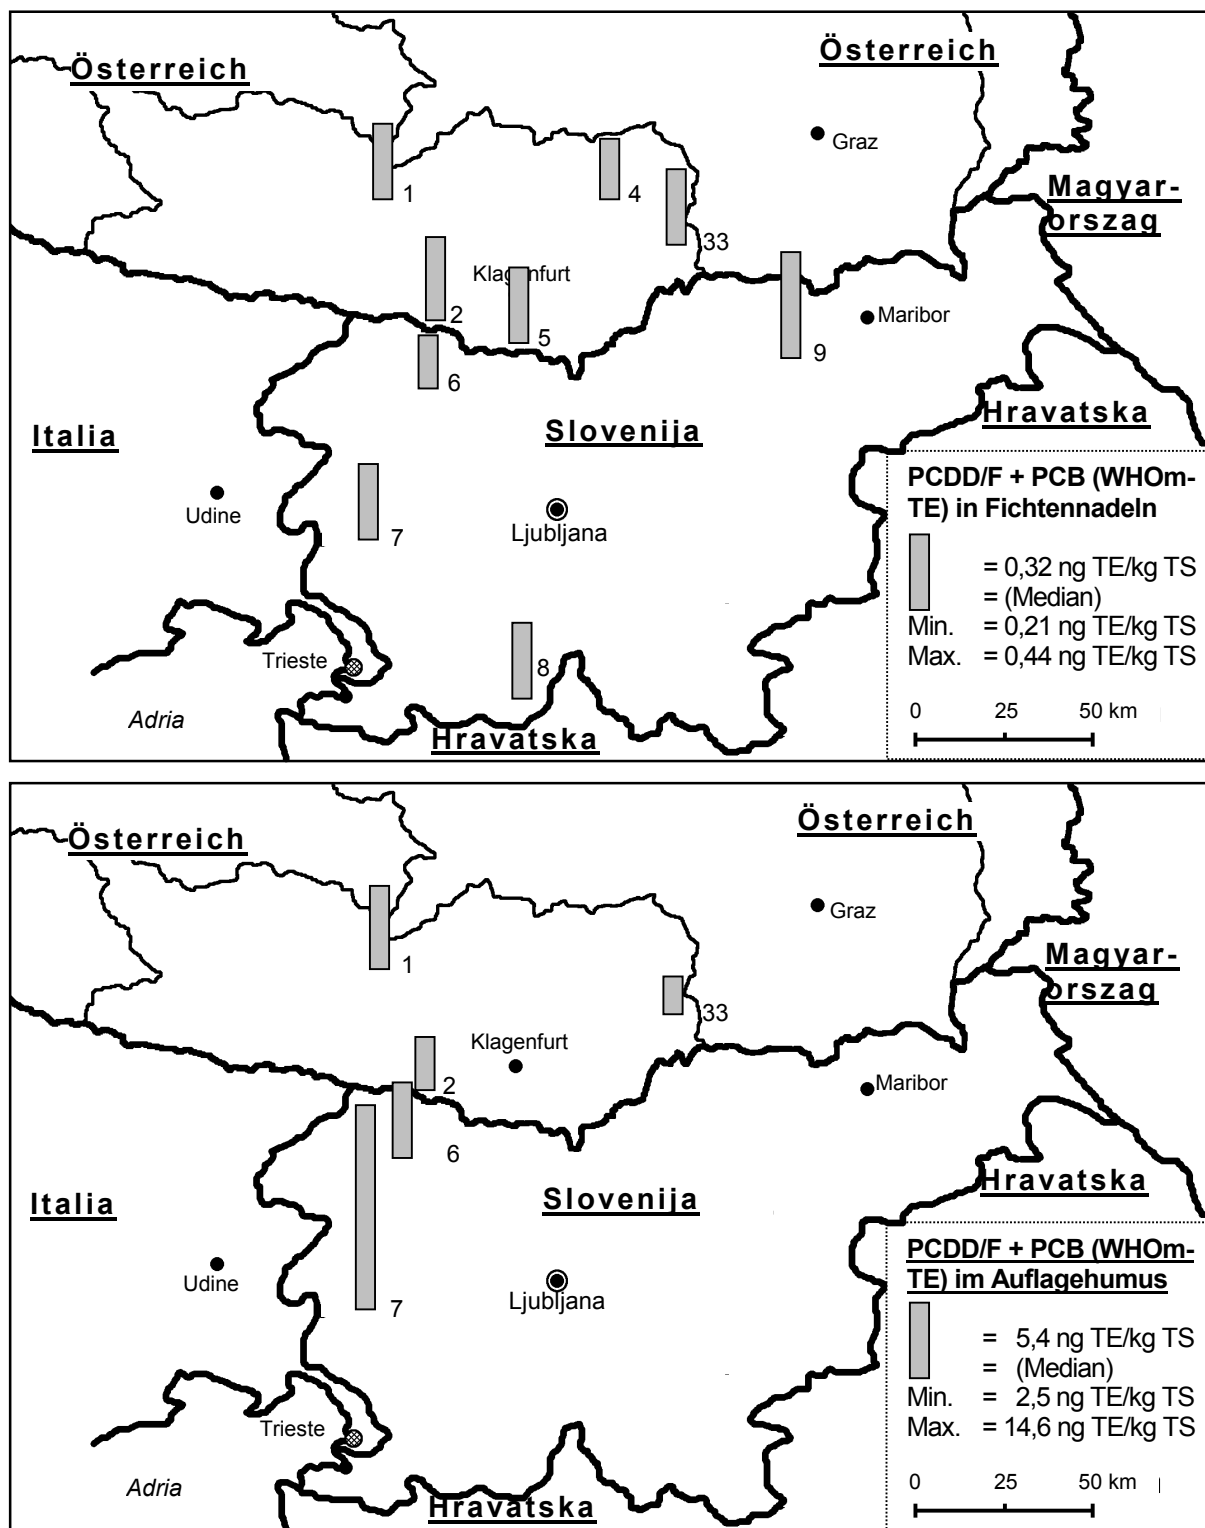 Österreich
Österreich
Graz
1
4
Magyar-
orszag
33
Klagenfurt
2
5
Maribor
9
6
Hravatska
Italia
Slovenija
Udine
7
Ljubljana
PCDD/F + PCB (WHOm-
TE) in Fichtennadeln
= 0,32 ng TE/kg TS
= (Median)
Min. = 0,21 ng TE/kg TS
Max. = 0,44 ng TE/kg TS
0 25 50 km
Trieste
8
Adria
Hravatska
Österreich
Österreich
Graz
1
Magyar-
orszag
33
Klagenfurt
2
Maribor
6
Hravatska
Italia
Slovenija
Udine
7
Ljubljana
PCDD/F + PCB (WHOm-
TE) im Auflagehumus
= 5,4 ng TE/kg TS
= (Median)
Min. = 2,5 ng TE/kg TS
Max. = 14,6 ng TE/kg TS
0 25 50 km
Trieste
Adria
Hravatska